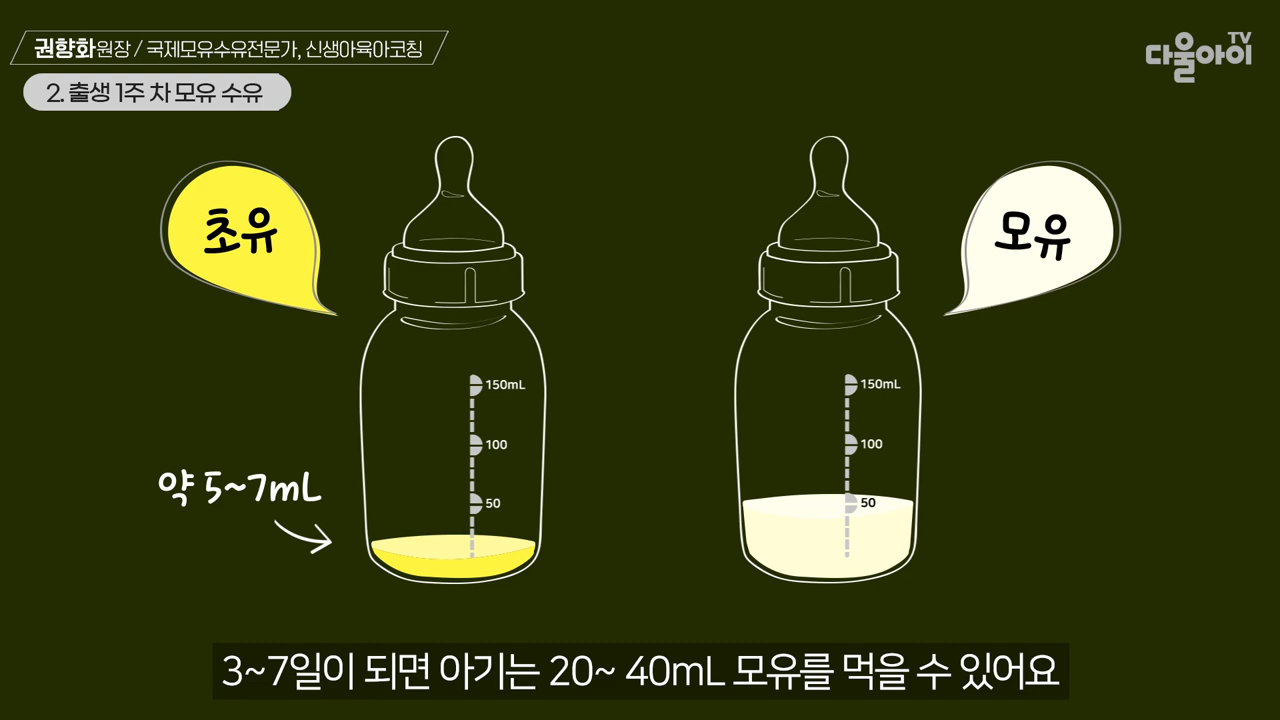 권향화원장 / 국제모유수유전문가, 신생아육아코칭
다울아이 TV
2. 출생 1주 차 모유 수유
초유
모유
150mL
100
50
150mL
100
50
약 5~7mL
3~7일이 되면 아기는 20~ 40mL 모유를 먹을 수 있어요